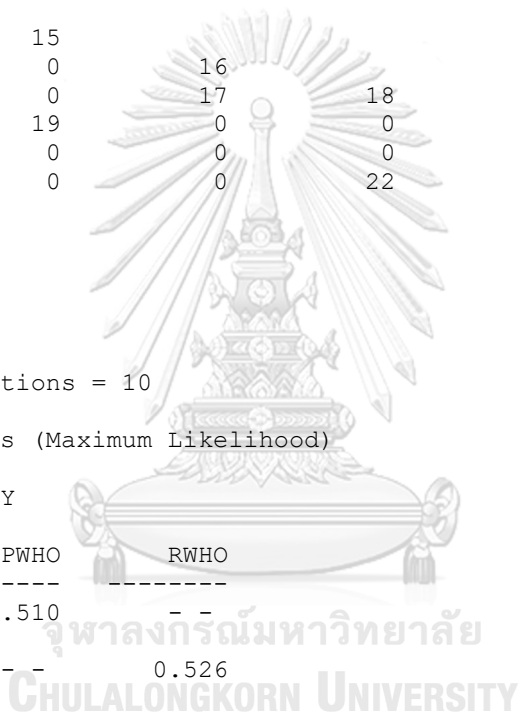 15
0 16
0 17 18
19 0 0
0 0 0
0 0 22
tions = 10
s (Maximum Likelihood)
Y
PWHO RWHO
---- --------
.510 - -
- - 0.526
จุฬาลงกรณ์มหาวิทยาลัย
CHULALONGKORN UNIVERSITY